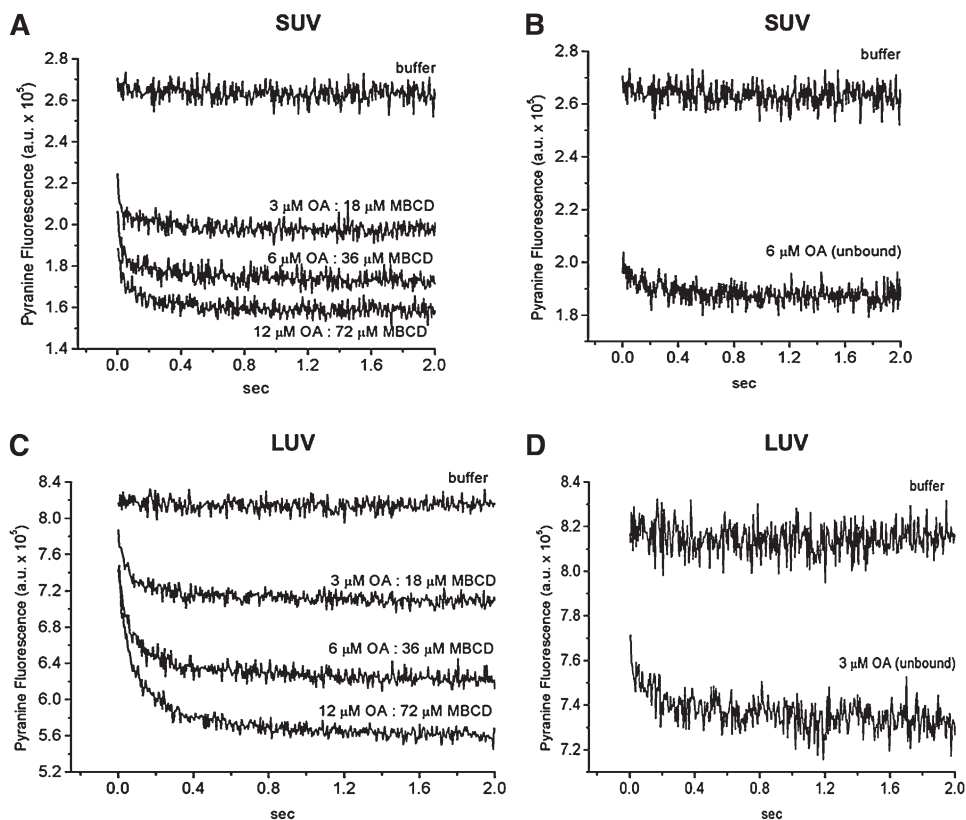 A
SUV
Pyranine Fluorescence (a.u. x 10⁵)
2.8
2.6
2.4
2.2
2.0
1.8
1.6
1.4
buffer
3 µM OA : 18 µM MBCD
6 µM OA : 36 µM MBCD
12 µM OA : 72 µM MBCD
0.0 0.4 0.8 1.2 1.6 2.0
sec
B
SUV
Pyranine Fluorescence (a.u. x 10⁵)
2.8
2.6
2.4
2.2
2.0
1.8
buffer
6 µM OA (unbound)
0.0 0.4 0.8 1.2 1.6 2.0
sec
C
LUV
Pyranine Fluorescence (a.u. x 10⁵)
8.4
8.0
7.6
7.2
6.8
6.4
6.0
5.6
5.2
buffer
3 µM OA : 18 µM MBCD
6 µM OA : 36 µM MBCD
12 µM OA : 72 µM MBCD
0.0 0.4 0.8 1.2 1.6 2.0
sec
D
LUV
Pyranine Fluorescence (a.u. x 10⁵)
8.4
8.2
8.0
7.8
7.6
7.4
7.2
buffer
3 µM OA (unbound)
0.0 0.4 0.8 1.2 1.6 2.0
sec